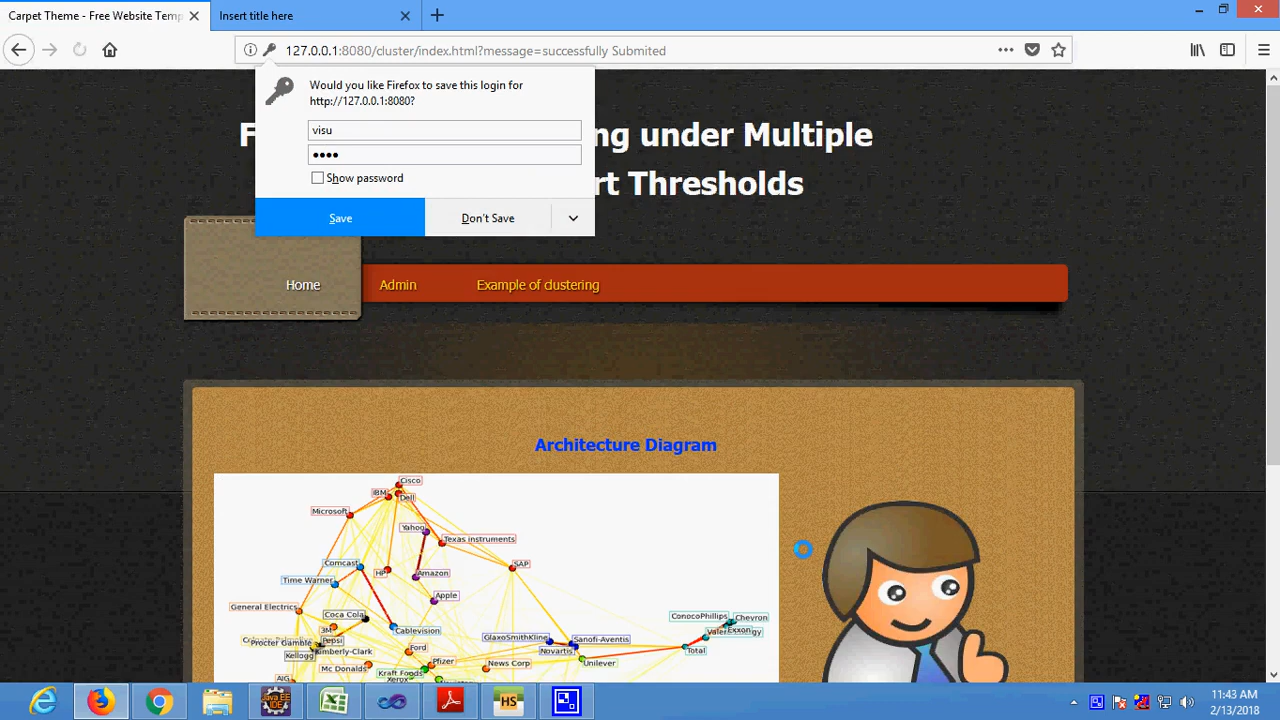 Carpet Theme - Free Website Temp
Insert title here
127.0.0.1:8080/cluster/index.html?message=successfully Submited
Would you like Firefox to save this login for
http://127.0.0.1:8080?
visu
Show password
Save
Don't Save
ng under Multiple
rt Thresholds
Home
Admin
Example of clustering
Architecture Diagram
Cisco
IBM
Dell
Microsoft
Yahoo
Texas instruments
Comcast
HP
Amazon
SAP
Time Warner
Apple
General Electrics
Coca Cola
3M
Cablevision
ConocoPhillips
Chevron
Exxon
Procter Gamble
Pepsi
Kellogg
Kimberly-Clark
GlaxoSmithKline
Sanofi-Aventis
Novartis
Total
Ford
Mc Donalds
Pfizer
News Corp
Unilever
Kraft Foods
Xerox
AIG
Java EE
IDE
HS
11:43 AM
2/13/2018